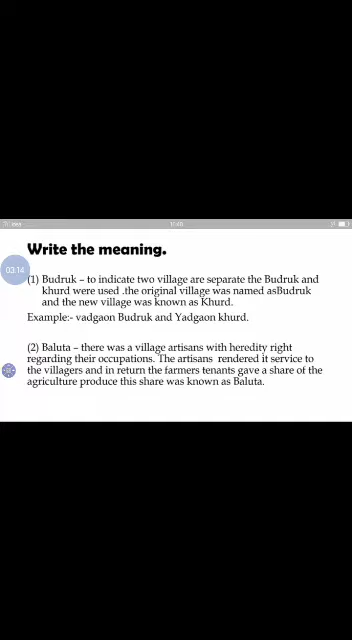 11:48
Write the meaning.
03:14
(1) Budruk – to indicate two village are separate the Budruk and
khurd were used .the original village was named asBudruk
and the new village was known as Khurd.
Example:- vadgaon Budruk and Yadgaon khurd.
(2) Baluta – there was a village artisans with heredity right
regarding their occupations. The artisans rendered it service to
the villagers and in return the farmers tenants gave a share of the
agriculture produce this share was known as Baluta.